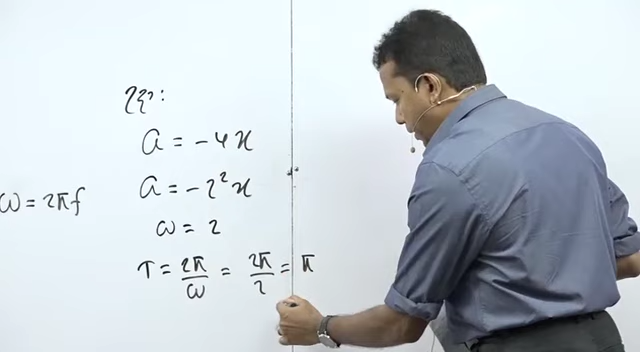 a = -4x
a = -2²x
ω = 2πf
ω = 2
T = 2π/ω = 2π/2 = π